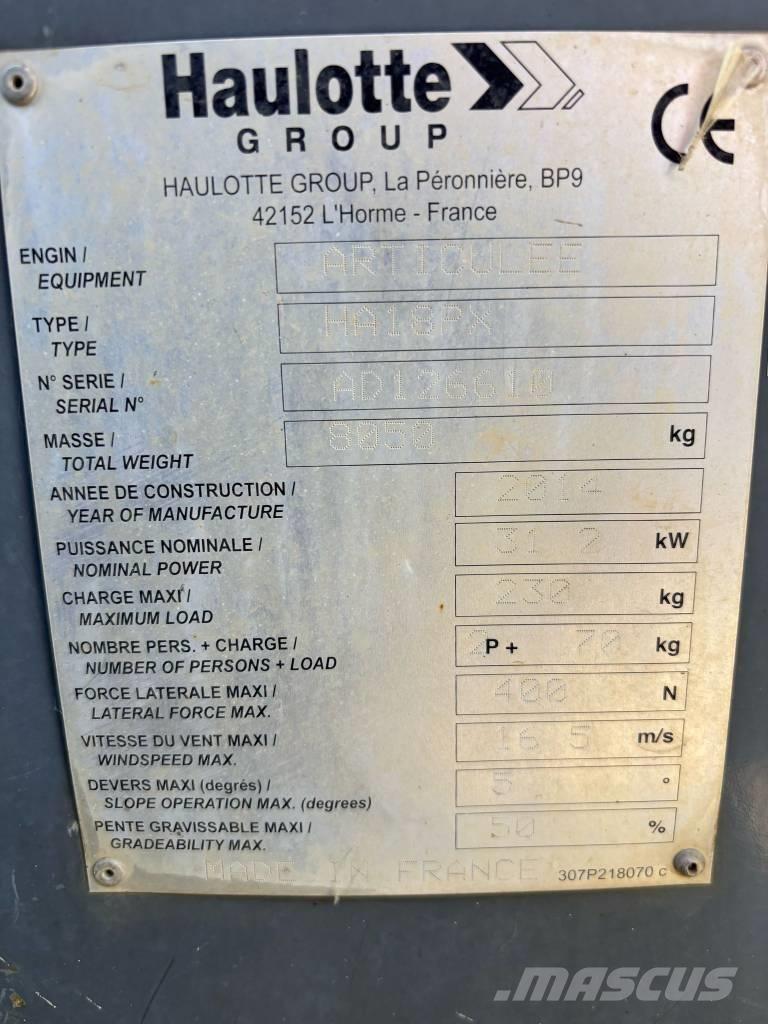 Haulotte
GROUP
CE
HAULOTTE GROUP, La Péronnière, BP9
42152 L'Horme - France
ENGIN /
EQUIPMENT
ARTICULEE
TYPE /
TYPE
HA18PX
N° SERIE /
SERIAL N°
AD126610
MASSE /
TOTAL WEIGHT
8050 kg
ANNEE DE CONSTRUCTION /
YEAR OF MANUFACTURE
2014
PUISSANCE NOMINALE /
NOMINAL POWER
31 2 kW
CHARGE MAXI /
MAXIMUM LOAD
230 kg
NOMBRE PERS. + CHARGE /
NUMBER OF PERSONS + LOAD
2P + 70 kg
FORCE LATERALE MAXI /
LATERAL FORCE MAX.
400 N
VITESSE DU VENT MAXI /
WINDSPEED MAX.
16 5 m/s
DEVERS MAXI (degrés) /
SLOPE OPERATION MAX. (degrees)
5 °
PENTE GRAVISSABLE MAXI /
GRADEABILITY MAX.
50 %
MADE IN FRANCE 307P218070 c
MASCUS